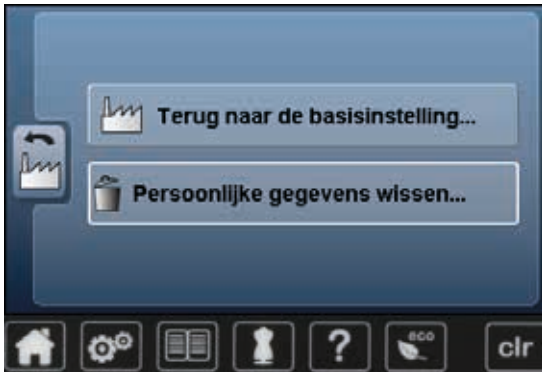 Terug naar de basisinstelling...
Persoonlijke gegevens wissen...
? eco clr